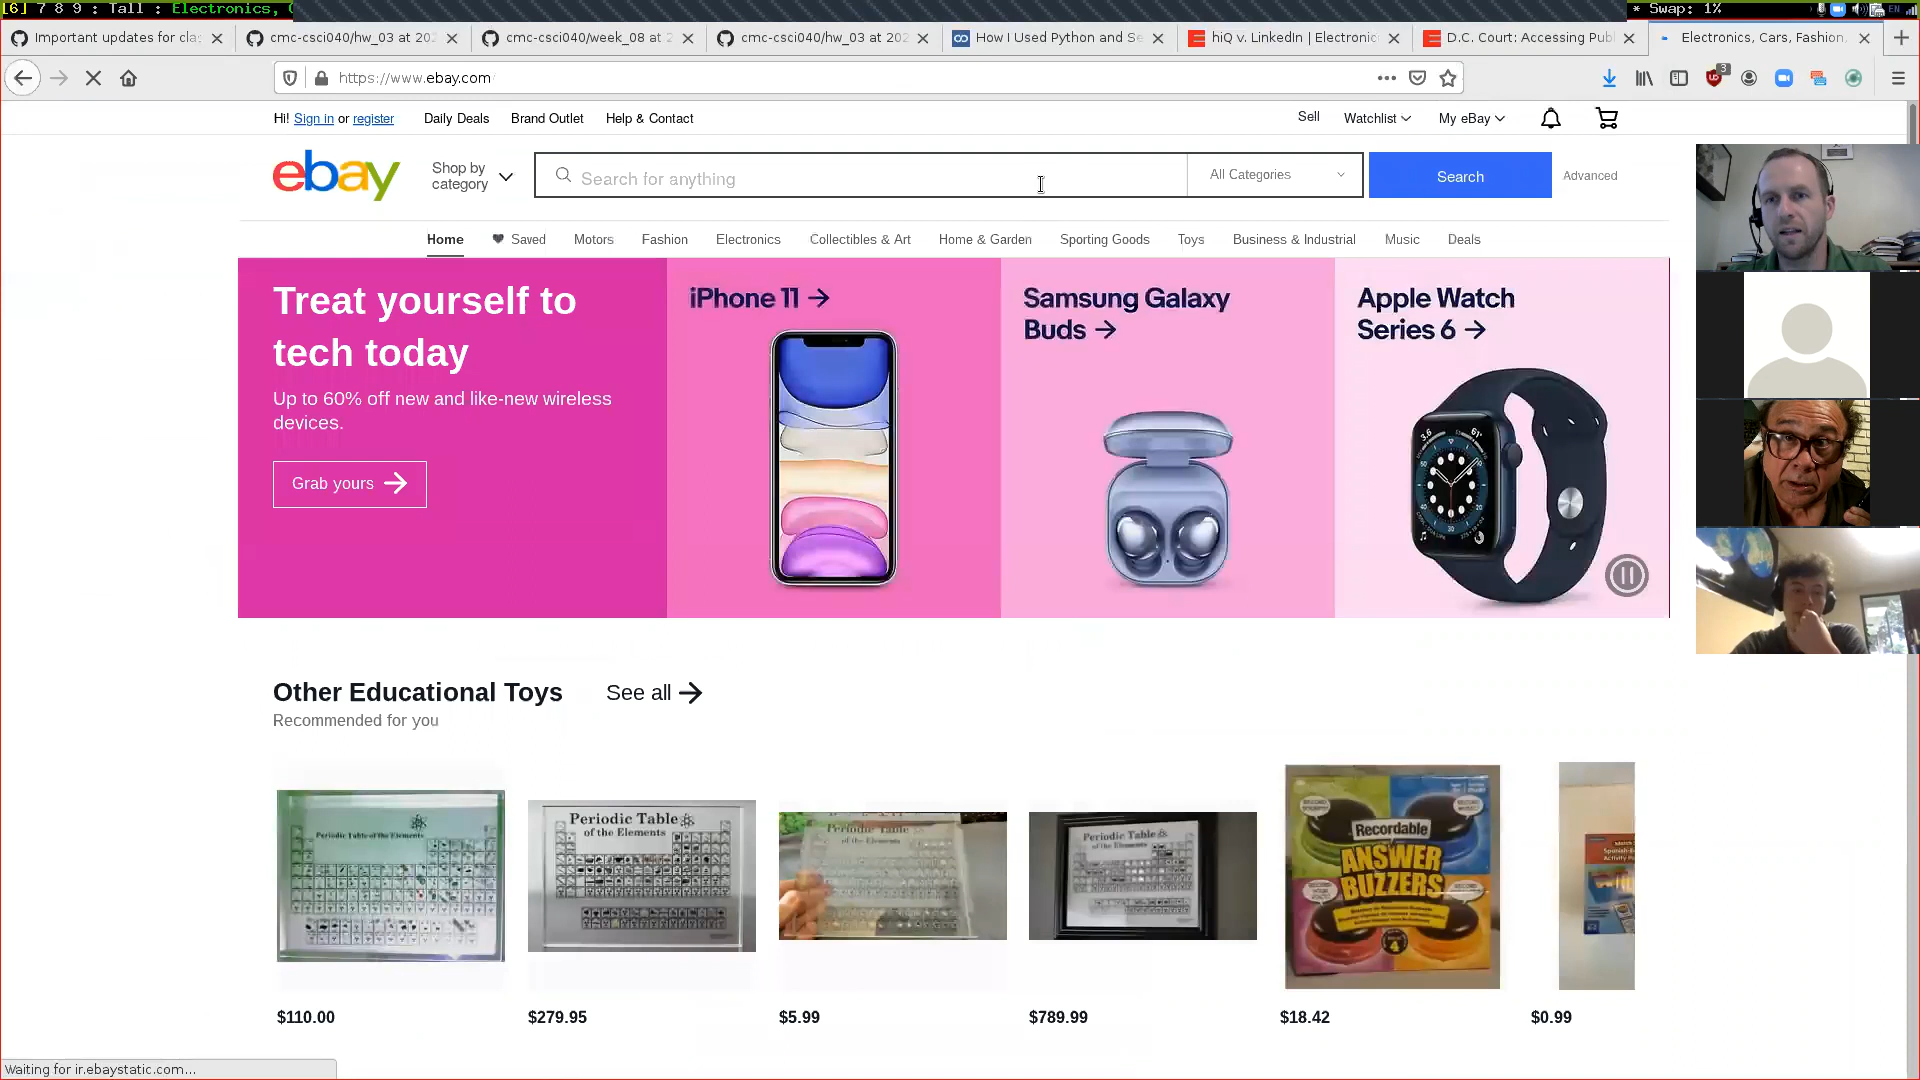 [6] 7 8 9 : Tall : Electronics,
* Swap: 1%
EN
Important updates for cla
cmc-csci040/hw_03 at 202
cmc-csci040/week_08 at 2
cmc-csci040/hw_03 at 202
How I Used Python and Se
hiQ v. LinkedIn | Electronic
D.C. Court: Accessing Publ
Electronics, Cars, Fashion,
https://www.ebay.com
3
Hi! Sign in or register
Daily Deals
Brand Outlet
Help & Contact
Sell
Watchlist
My eBay
ebay
Shop by
category
Search for anything
All Categories
Search
Advanced
Home
Saved
Motors
Fashion
Electronics
Collectibles & Art
Home & Garden
Sporting Goods
Toys
Business & Industrial
Music
Deals
Treat yourself to
tech today
Up to 60% off new and like-new wireless
devices.
Grab yours
iPhone 11
Samsung Galaxy
Buds
Apple Watch
Series 6
Other Educational Toys
See all
Recommended for you
Periodic Table of the Elements
Periodic Table
of the Elements
Periodic Table
of the Elements
Periodic Table
of the Elements
Recordable
ANSWER
BUZZERS
$110.00
$279.95
$5.99
$789.99
$18.42
$0.99
Waiting for ir.ebaystatic.com...